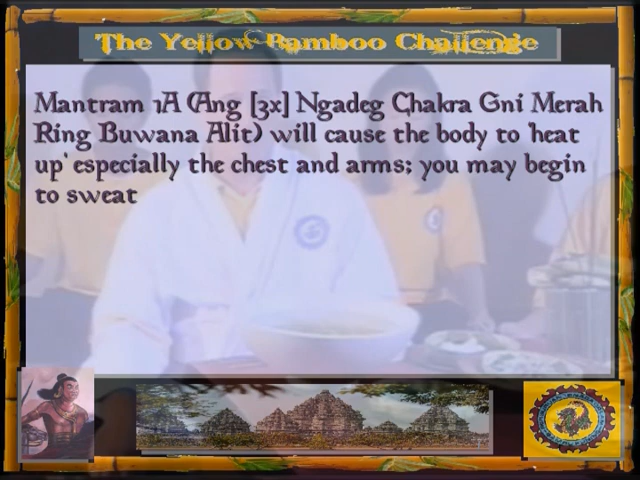 The Yellow Bamboo Challenge
Mantram 1A (Ang [3x] Ngadeg Chakra Gni Merah
Ring Buwana Alit) will cause the body to 'heat
up' especially the chest and arms; you may begin
to sweat